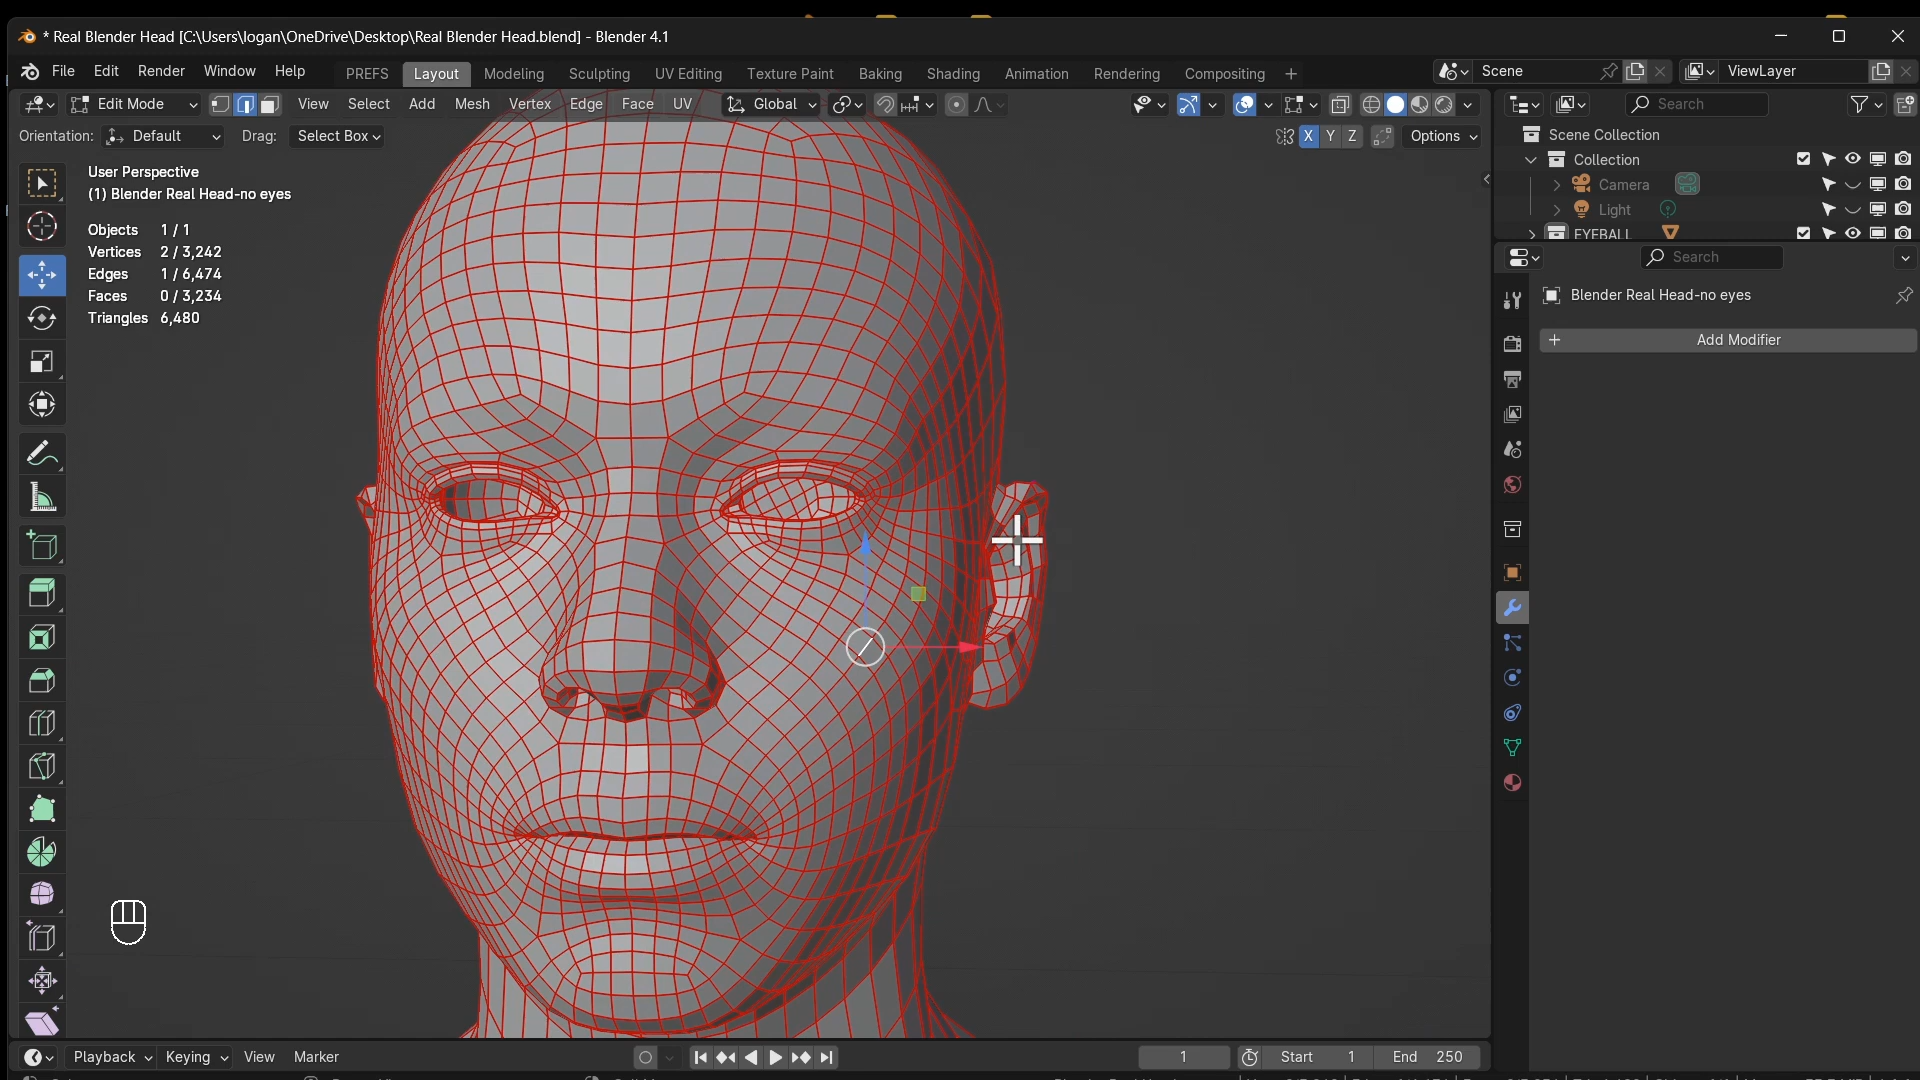 * Real Blender Head [C:\Users\logan\OneDrive\Desktop\Real Blender Head.blend] - Blender 4.1
File Edit Render Window Help PREFS Layout Modeling Sculpting UV Editing Texture Paint Baking Shading Animation Rendering Compositing + Scene ViewLayer
Edit Mode View Select Add Mesh Vertex Edge Face UV Global Search
Orientation: Default Drag: Select Box X Y Z Options
Scene Collection
Collection
Camera
Light
EYEBALL
User Perspective
(1) Blender Real Head-no eyes
Objects 1 / 1
Vertices 2 / 3,242
Edges 1 / 6,474
Faces 0 / 3,234
Triangles 6,480
Search
Blender Real Head-no eyes
+ Add Modifier
Playback Keying View Marker 1 Start 1 End 250